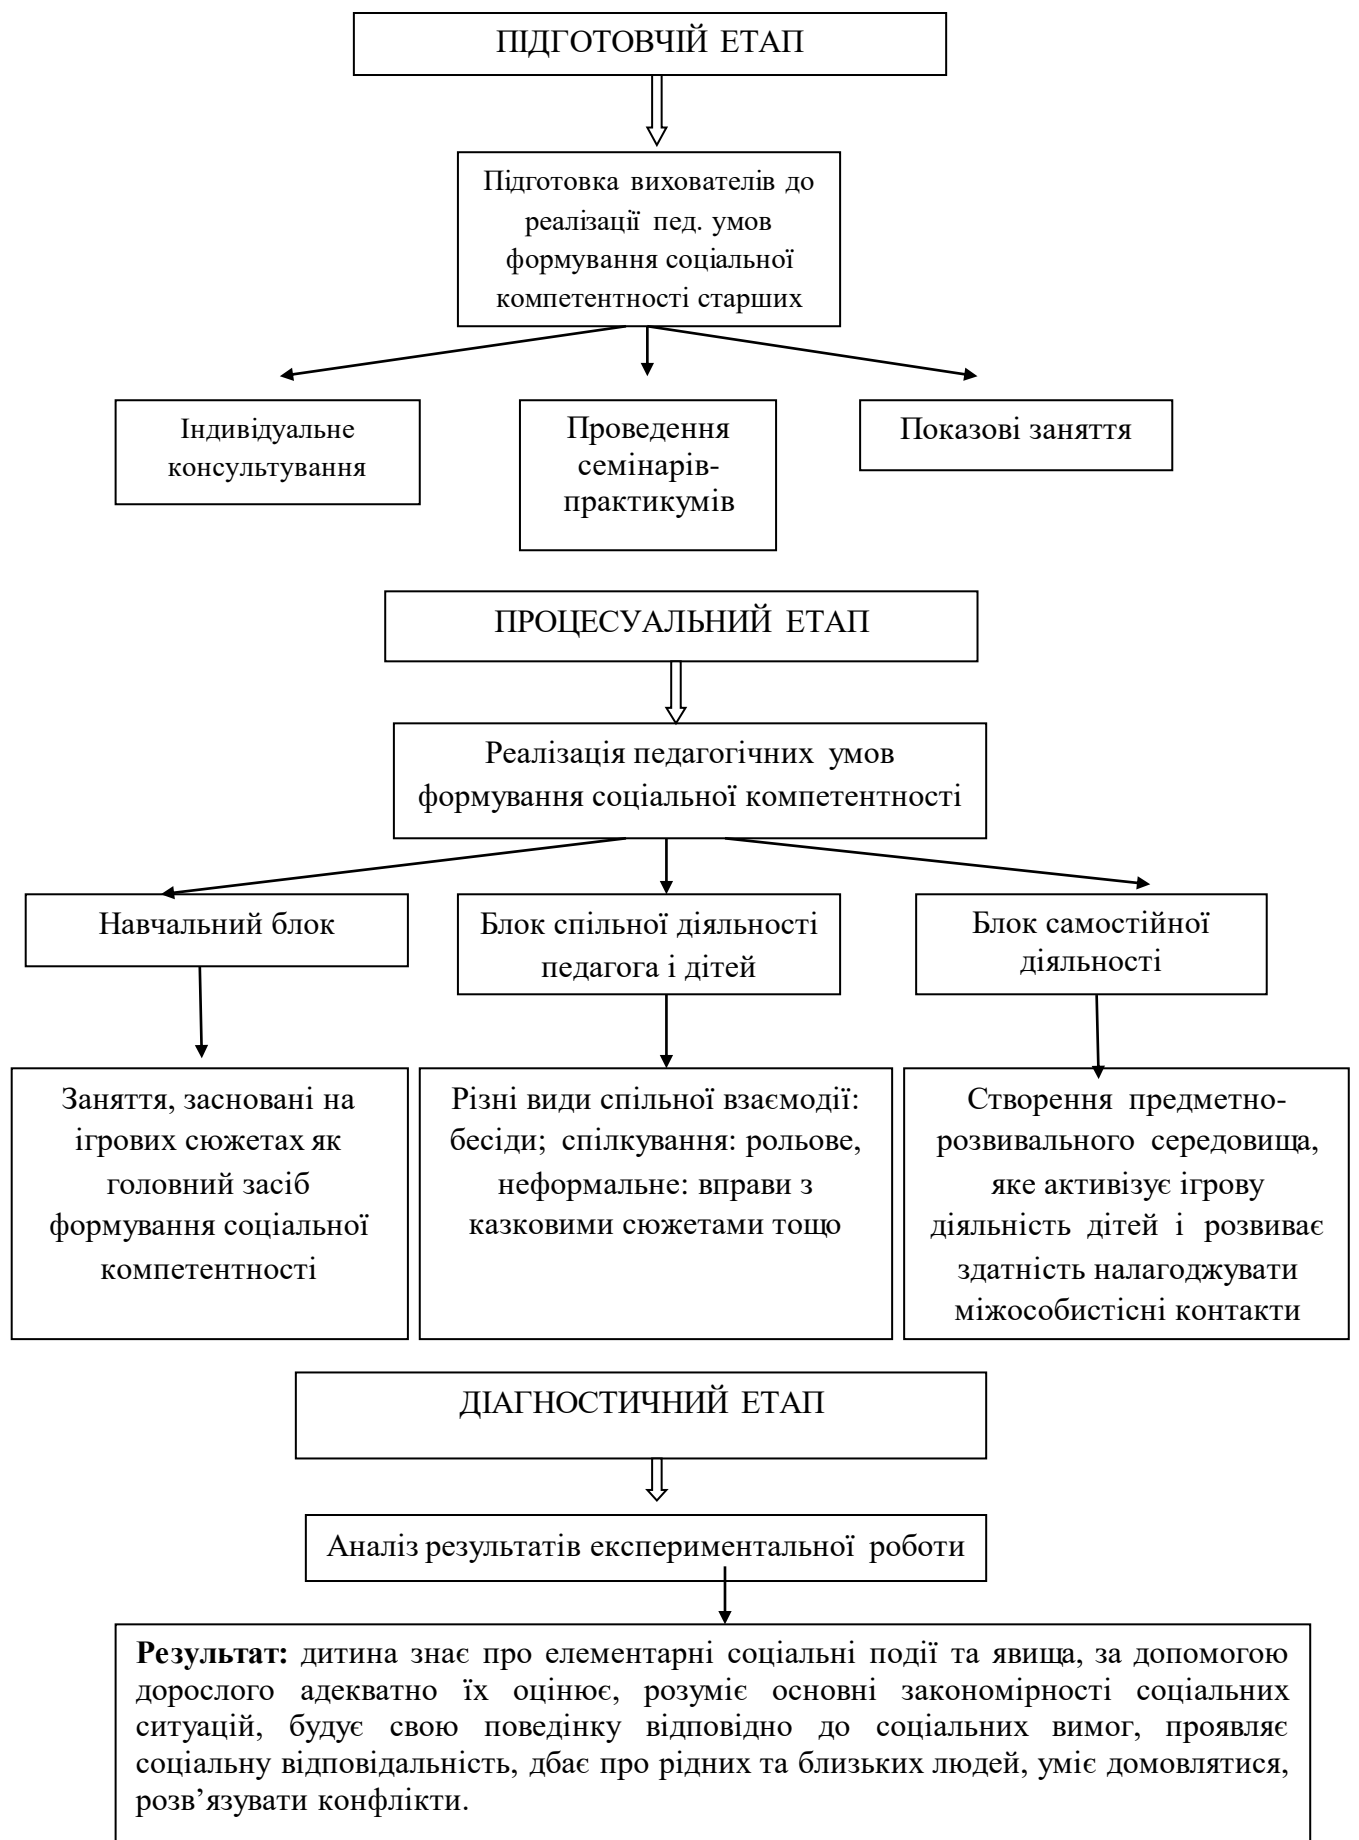 ПІДГОТОВЧІЙ ЕТАП
Підготовка вихователів до
реалізації пед. умов
формування соціальної
компетентності старших
Індивідуальне
консультування
Проведення
семінарів-
практикумів
Показові заняття
ПРОЦЕСУАЛЬНИЙ ЕТАП
Реалізація педагогічних умов
формування соціальної компетентності
Навчальний блок
Блок спільної діяльності
педагога і дітей
Блок самостійної
діяльності
Заняття, засновані на
ігрових сюжетах як
головний засіб
формування соціальної
компетентності
Різні види спільної взаємодії:
бесіди; спілкування: рольове,
неформальне: вправи з
казковими сюжетами тощо
Створення предметно-
розвивального середовища,
яке активізує ігрову
діяльність дітей і розвиває
здатність налагоджувати
міжособистісні контакти
ДІАГНОСТИЧНИЙ ЕТАП
Аналіз результатів експериментальної роботи
Результат: дитина знає про елементарні соціальні події та явища, за допомогою
дорослого адекватно їх оцінює, розуміє основні закономірності соціальних
ситуацій, будує свою поведінку відповідно до соціальних вимог, проявляє
соціальну відповідальність, дбає про рідних та близьких людей, уміє домовлятися,
розв’язувати конфлікти.